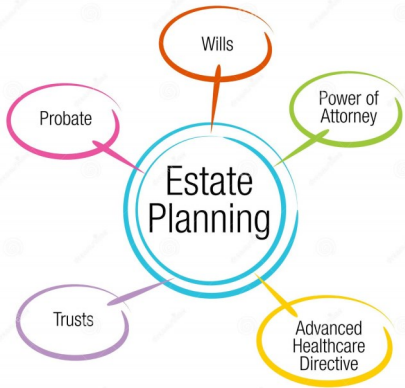 Wills
Power of
Attorney
Probate
Estate
Planning
Trusts
Advanced
Healthcare
Directive